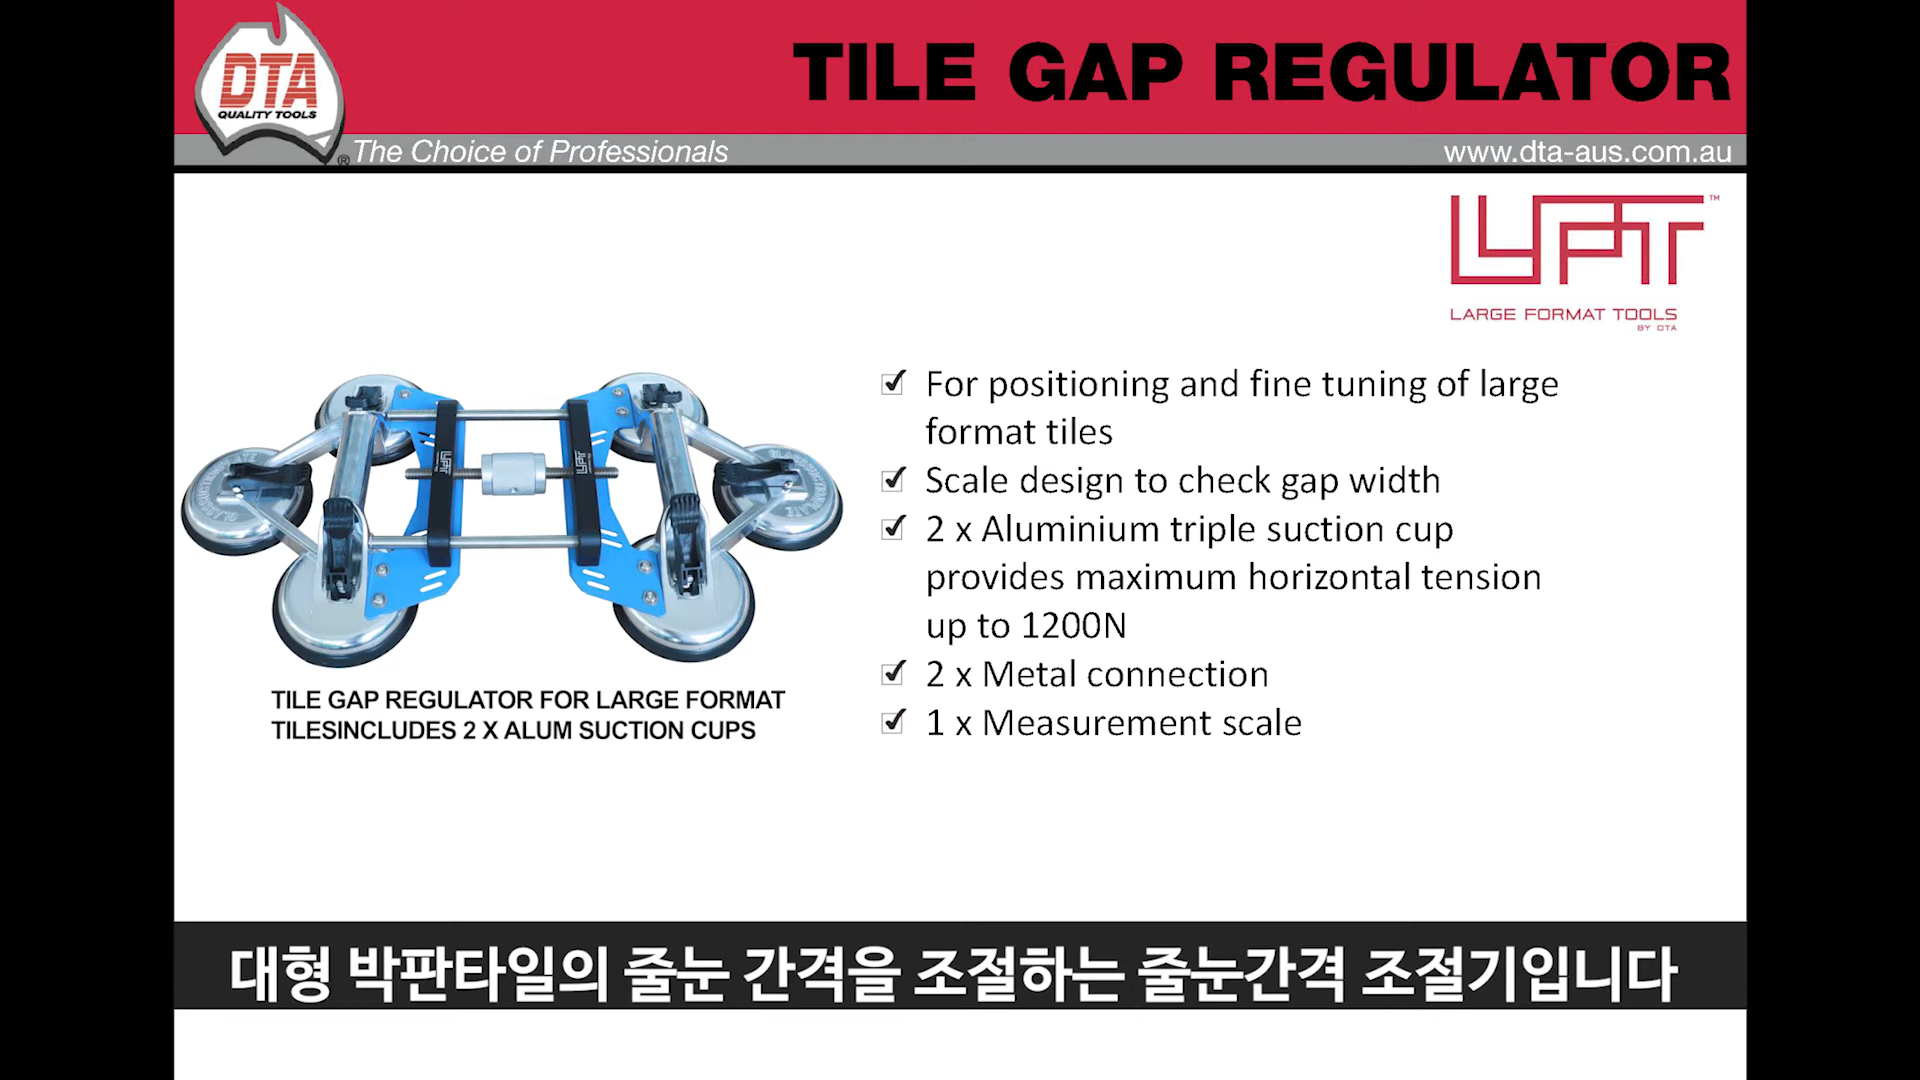 DTA
QUALITY TOOLS
®
TILE GAP REGULATOR
The Choice of Professionals
www.dta-aus.com.au
LYFT™
LARGE FORMAT TOOLS
BY DTA
For positioning and fine tuning of large
format tiles
Scale design to check gap width
2 x Aluminium triple suction cup
provides maximum horizontal tension
up to 1200N
2 x Metal connection
1 x Measurement scale
TILE GAP REGULATOR FOR LARGE FORMAT
TILESINCLUDES 2 X ALUM SUCTION CUPS
대형 박판타일의 줄눈 간격을 조절하는 줄눈간격 조절기입니다